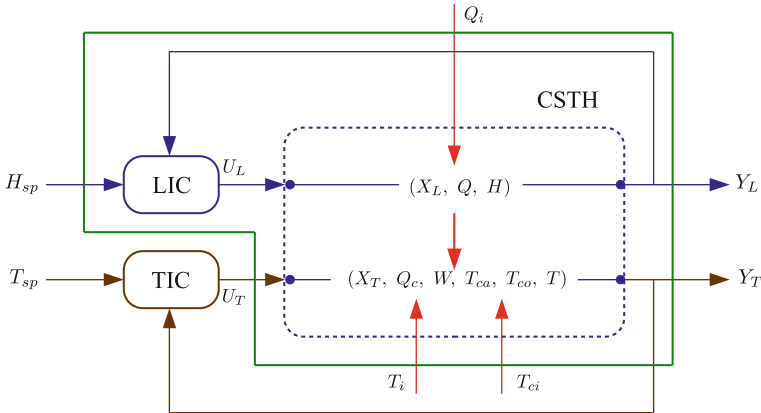 Q_i
CSTH
H_sp
LIC
U_L
(X_L, Q, H)
Y_L
T_sp
TIC
U_T
(X_T, Q_c, W, T_ca, T_co, T)
Y_T
T_i
T_ci